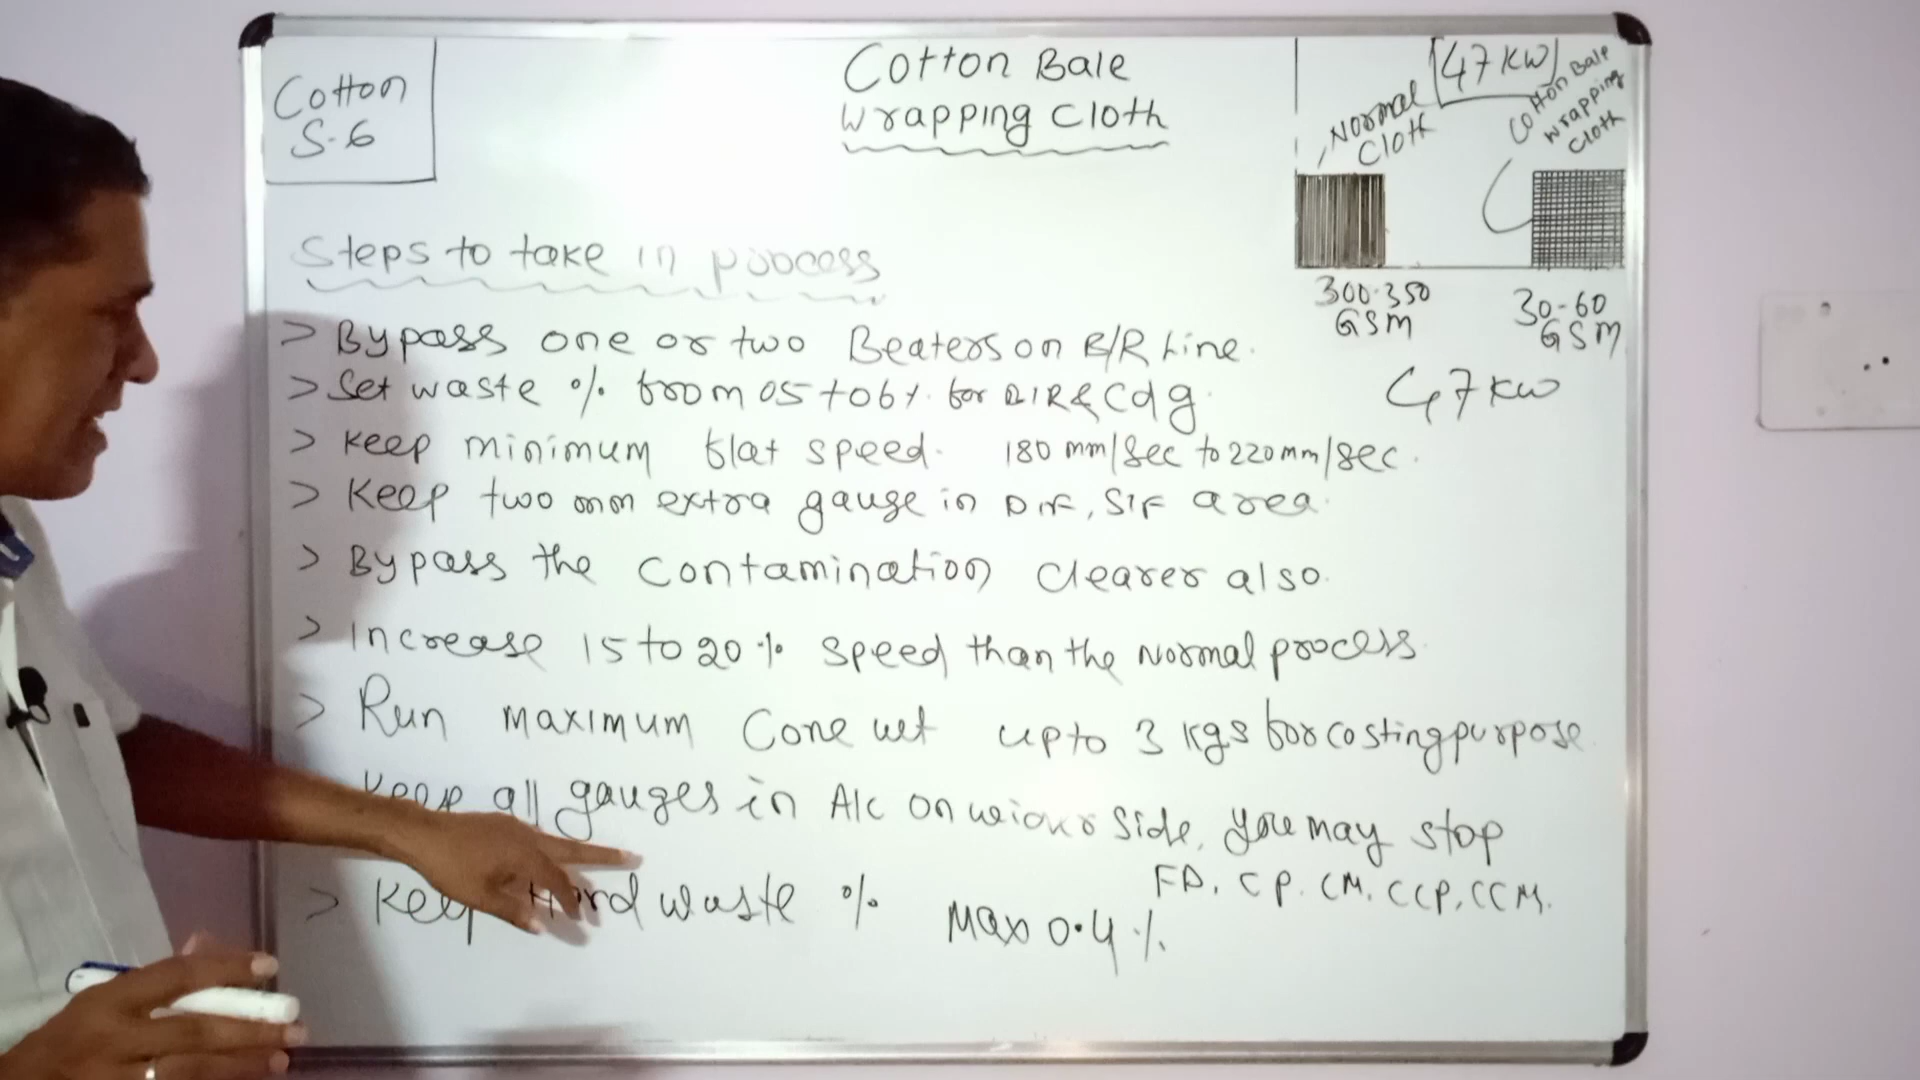 Cotton
S-6
Cotton Bale
Wrapping Cloth
47 KW
Normal
Cloth
Cotton Bale
Wrapping
Cloth
300-350
GSM
30-60
GSM
47 KW
Steps to take in process
> Bypass one or two Beaters on B/R Line.
> Set waste % from 05 to 6%. for B/R & Cdg.
> Keep minimum flat speed. 180 mm/sec to 220 mm/sec.
> Keep two mm extra gauge in D/F, S/F area.
> Bypass the contamination clearer also.
> Increase 15 to 20 % speed than the Normal process
> Run maximum Cone wt upto 3 kgs for costing purpose
Keep all gauges in A/C on side, you may stop
FD. CP. CM. CCP. CCM.
> Keep Hard waste % Max 0.4 %